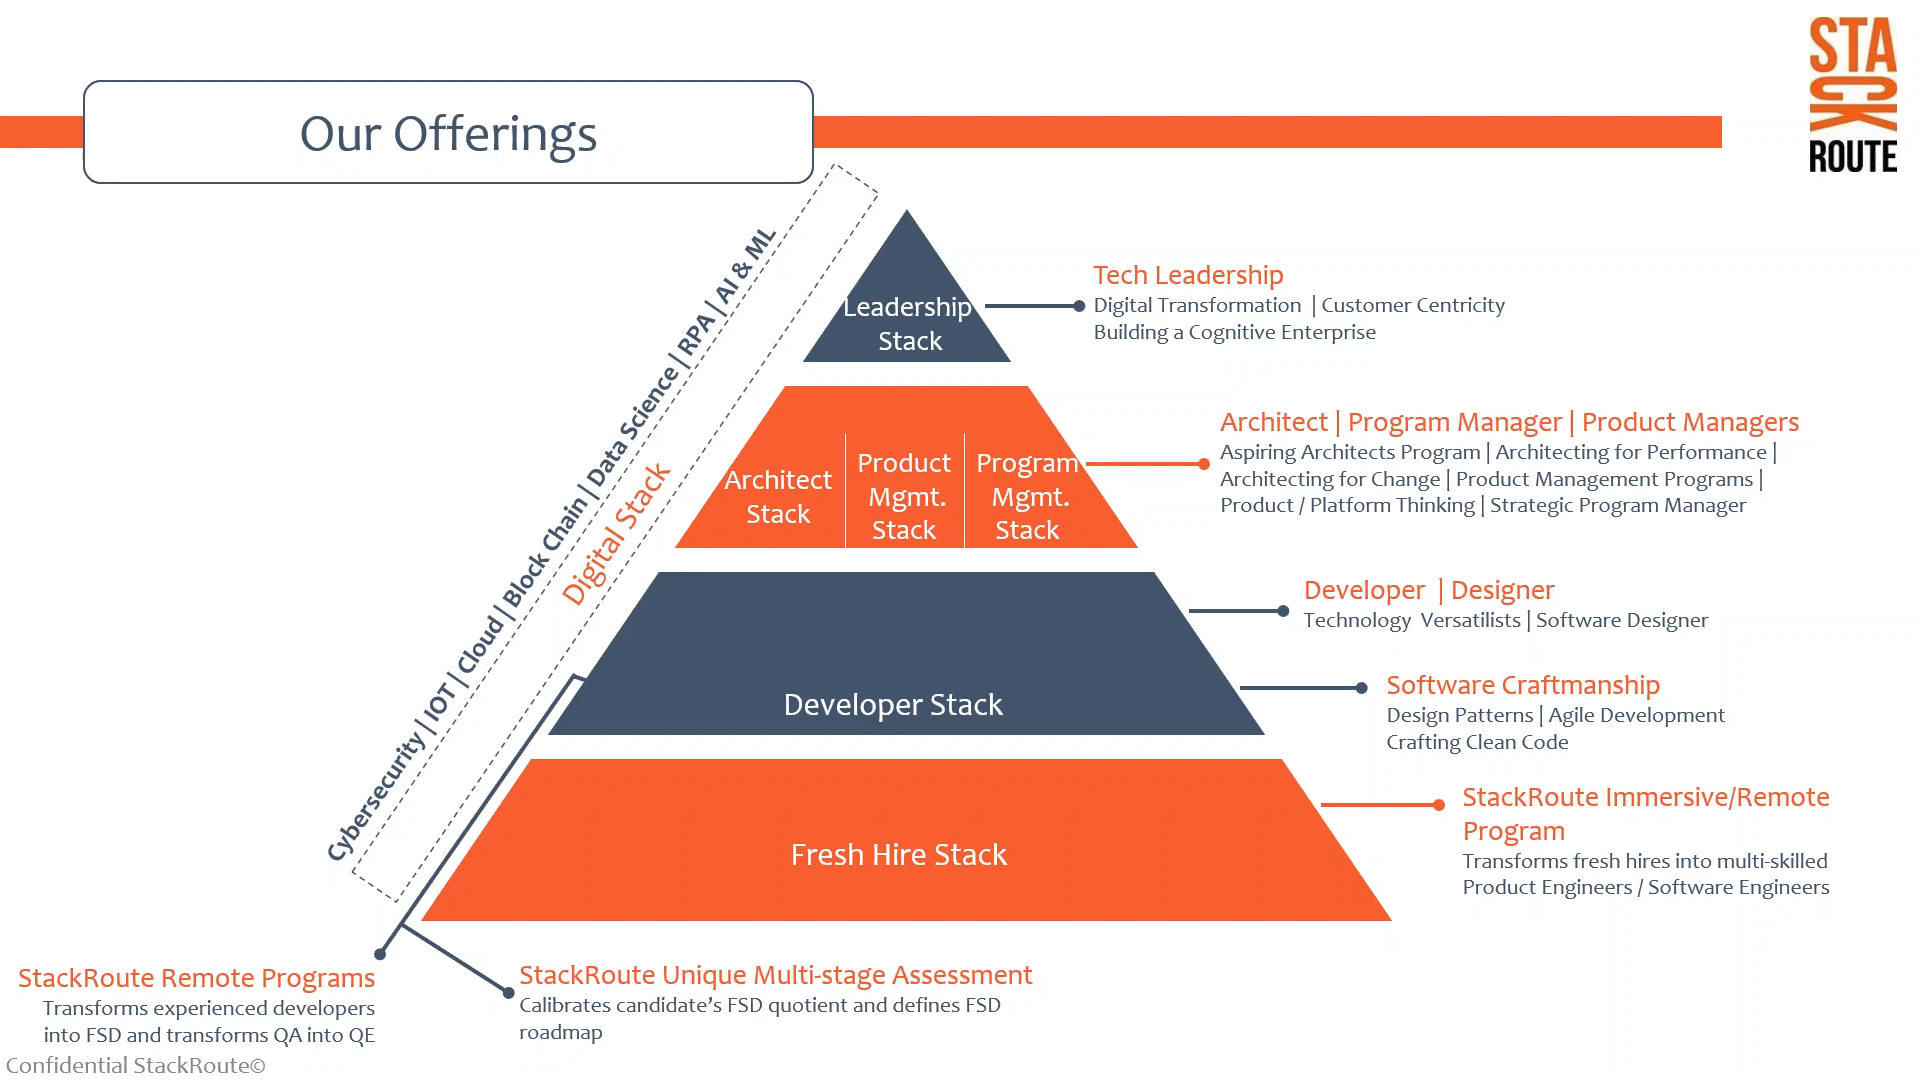 STA
CK
ROUTE
Our Offerings
Cybersecurity | IOT | Cloud | Block Chain | Data Science | RPA | AI & ML
Digital Stack
Leadership
Stack
Tech Leadership
Digital Transformation | Customer Centricity
Building a Cognitive Enterprise
Architect
Stack
Product
Mgmt.
Stack
Program
Mgmt.
Stack
Architect | Program Manager | Product Managers
Aspiring Architects Program | Architecting for Performance |
Architecting for Change | Product Management Programs |
Product / Platform Thinking | Strategic Program Manager
Developer | Designer
Technology Versatilists | Software Designer
Developer Stack
Software Craftmanship
Design Patterns | Agile Development
Crafting Clean Code
Fresh Hire Stack
StackRoute Immersive/Remote
Program
Transforms fresh hires into multi-skilled
Product Engineers / Software Engineers
StackRoute Remote Programs
Transforms experienced developers
into FSD and transforms QA into QE
StackRoute Unique Multi-stage Assessment
Calibrates candidate’s FSD quotient and defines FSD
roadmap
Confidential StackRoute©